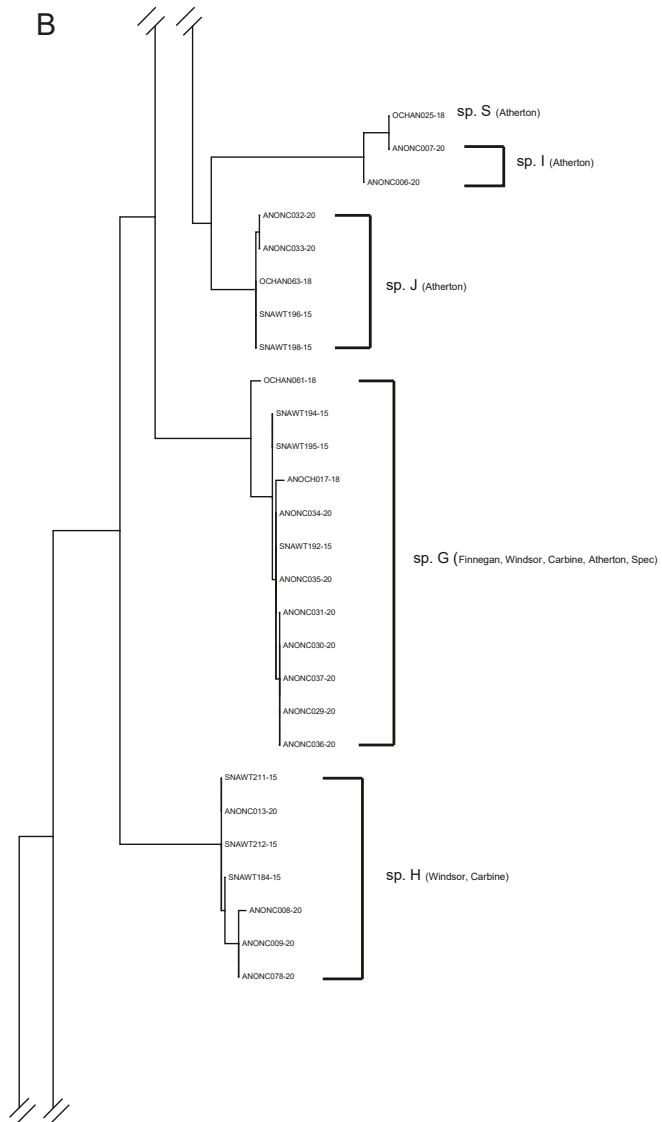 B
OCHAN025-18 sp. S (Atherton)
ANONC007-20
sp. I (Atherton)
ANONC006-20
ANONC032-20
ANONC033-20
OCHAN063-18
sp. J (Atherton)
SNAWT196-15
SNAWT198-15
OCHAN061-18
SNAWT194-15
SNAWT195-15
ANOCH017-18
ANONC034-20
SNAWT192-15
sp. G (Finnegan, Windsor, Carbine, Atherton, Spec)
ANONC035-20
ANONC031-20
ANONC030-20
ANONC037-20
ANONC029-20
ANONC036-20
SNAWT211-15
ANONC013-20
SNAWT212-15
SNAWT184-15
sp. H (Windsor, Carbine)
ANONC008-20
ANONC009-20
ANONC078-20